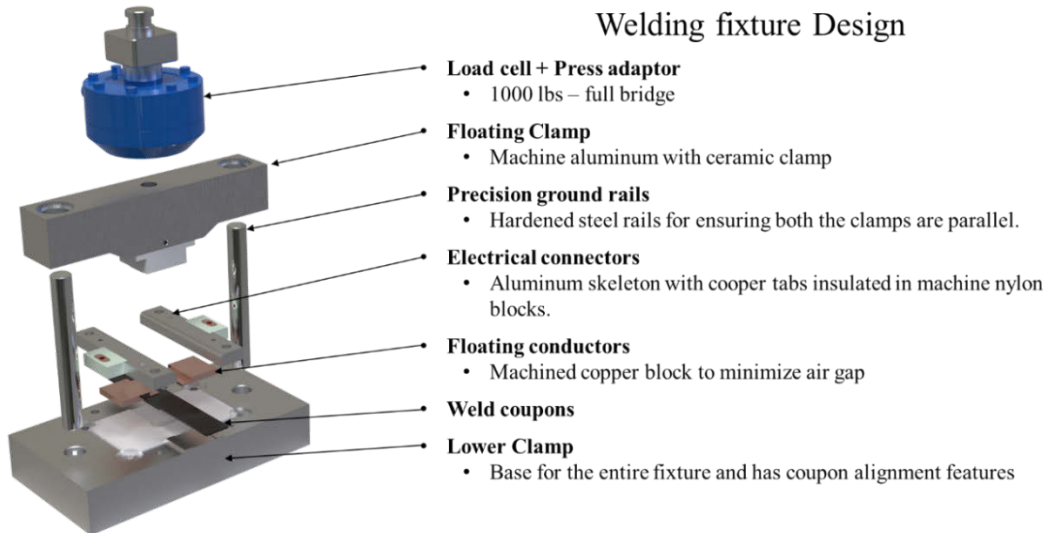 Welding fixture Design
• Load cell + Press adaptor
• 1000 lbs – full bridge
• Floating Clamp
• Machine aluminum with ceramic clamp
• Precision ground rails
• Hardened steel rails for ensuring both the clamps are parallel.
• Electrical connectors
• Aluminum skeleton with cooper tabs insulated in machine nylon
blocks.
• Floating conductors
• Machined copper block to minimize air gap
• Weld coupons
• Lower Clamp
• Base for the entire fixture and has coupon alignment features